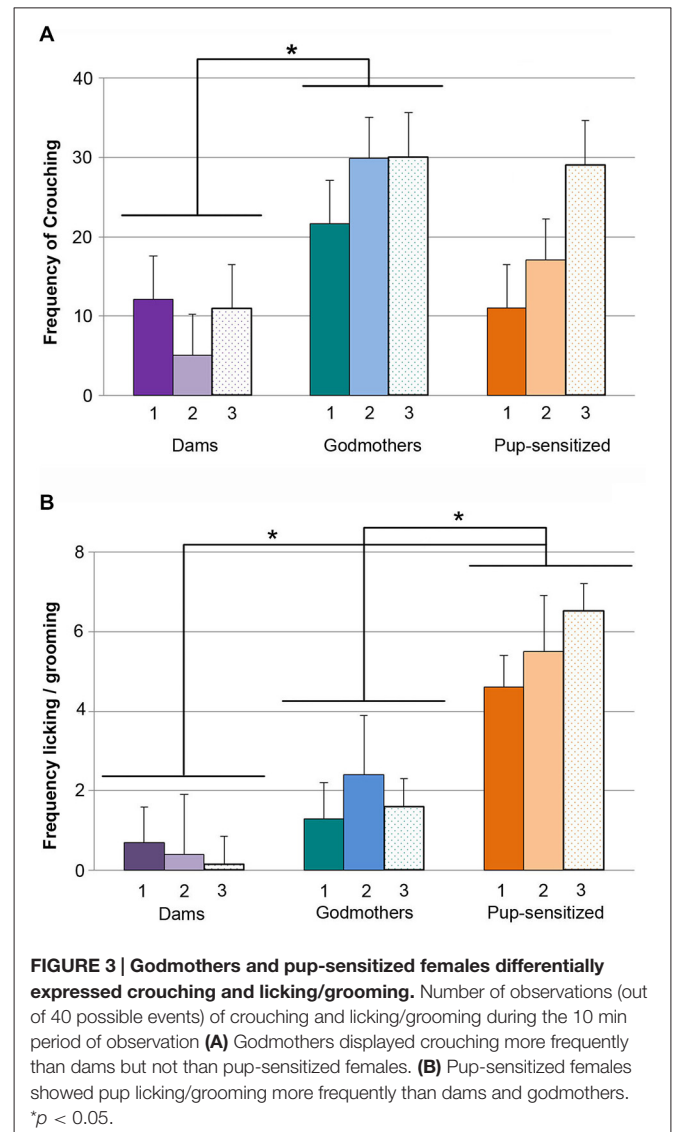 A
*
40
30
20
10
0
Frequency of Crouching
1 2 3 1 2 3 1 2 3
Dams Godmothers Pup-sensitized
B
* *
8
6
4
2
0
Frequency licking / grooming
1 2 3 1 2 3 1 2 3
Dams Godmothers Pup-sensitized
FIGURE 3 | Godmothers and pup-sensitized females differentially
expressed crouching and licking/grooming. Number of observations (out
of 40 possible events) of crouching and licking/grooming during the 10 min
period of observation (A) Godmothers displayed crouching more frequently
than dams but not than pup-sensitized females. (B) Pup-sensitized females
showed pup licking/grooming more frequently than dams and godmothers.
*p < 0.05.